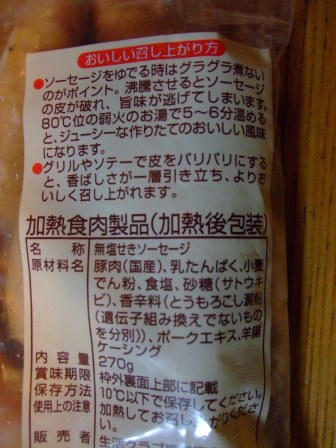 おいしい召し上がり方
●ソーセージをゆでる時はグラグラ煮ない
のがポイント。沸騰させるとソーセージ
の皮が破れ、旨味が逃げてしまいます。
80℃位の弱火のお湯で5～6分温める
と、ジューシーな作りたてのおいしい風味
になります。
●グリルやソテーで皮をパリパリにする
と、香ばしさが一層引き立ち、よりお
いしく召し上がれます。
加熱食肉製品(加熱後包装)
名称 無塩せきソーセージ
原材料名 豚肉(国産)、乳たんぱく、小麦
でん粉、食塩、砂糖(サトウキ
ビ)、香辛料(とうもろこし澱粉
(遺伝子組み換えでないもの
を分別))、ポークエキス、羊腸
ケーシング
内容量 270g
賞味期限 枠外裏面上部に記載
保存方法 10℃以下で保存してください。
使用上の注意 加熱してお召し上がりください。
販売者 生活クラブ